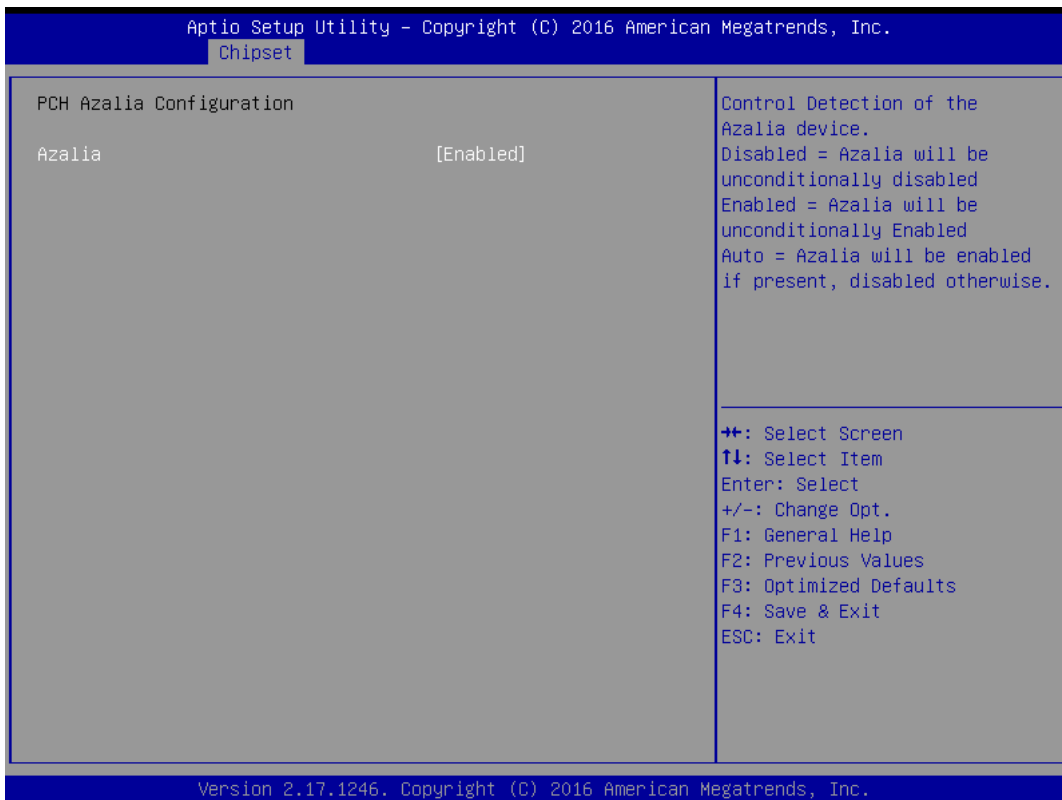 Aptio Setup Utility – Copyright (C) 2016 American Megatrends, Inc.
Chipset
PCH Azalia Configuration
Azalia [Enabled]
Control Detection of the
Azalia device.
Disabled = Azalia will be
unconditionally disabled
Enabled = Azalia will be
unconditionally Enabled
Auto = Azalia will be enabled
if present, disabled otherwise.
→←: Select Screen
↑↓: Select Item
Enter: Select
+/-: Change Opt.
F1: General Help
F2: Previous Values
F3: Optimized Defaults
F4: Save & Exit
ESC: Exit
Version 2.17.1246. Copyright (C) 2016 American Megatrends, Inc.